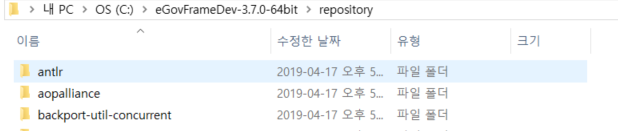 내 PC > OS (C:) > eGovFrameDev-3.7.0-64bit > repository
이름 수정한 날짜 유형 크기
antlr 2019-04-17 오후 5... 파일 폴더
aopalliance 2019-04-17 오후 5... 파일 폴더
backport-util-concurrent 2019-04-17 오후 5... 파일 폴더